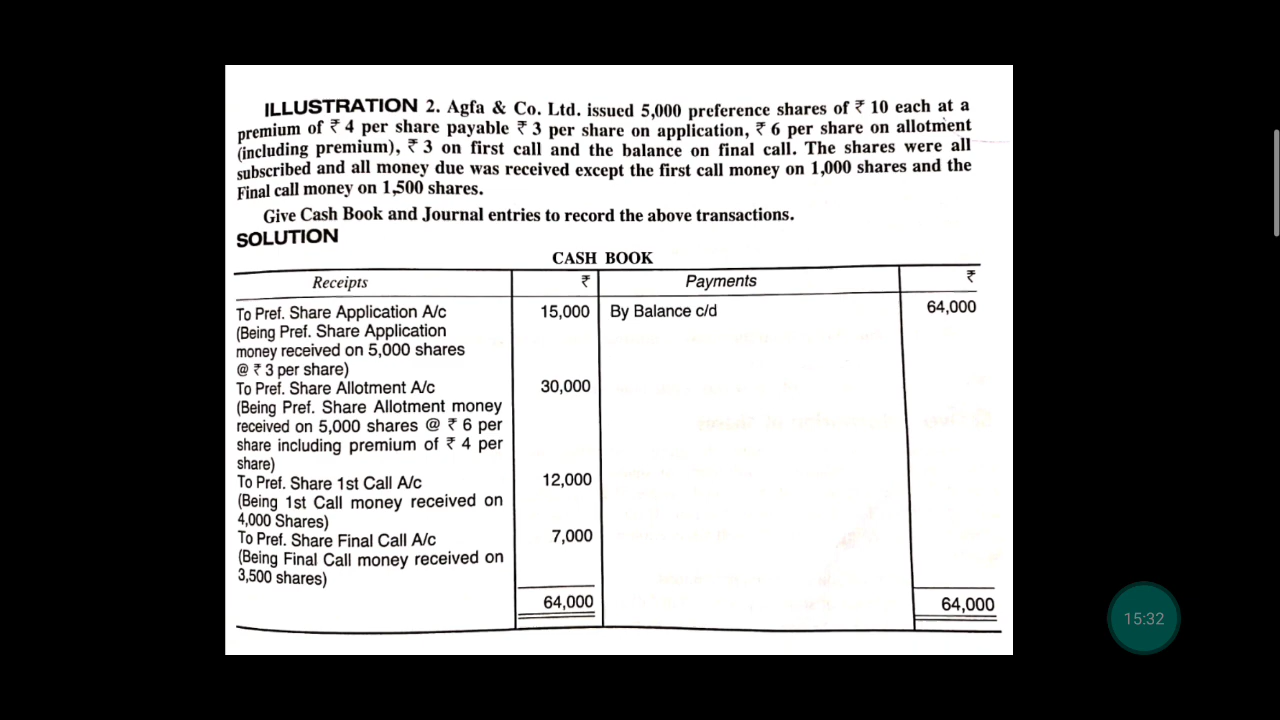 ILLUSTRATION 2. Agfa & Co. Ltd. issued 5,000 preference shares of ₹ 10 each at a
premium of ₹ 4 per share payable ₹ 3 per share on application, ₹ 6 per share on allotment
(including premium), ₹ 3 on first call and the balance on final call. The shares were all
subscribed and all money due was received except the first call money on 1,000 shares and the
Final call money on 1,500 shares.
Give Cash Book and Journal entries to record the above transactions.
SOLUTION
CASH BOOK
Receipts ₹ Payments ₹
To Pref. Share Application A/c 15,000 By Balance c/d 64,000
(Being Pref. Share Application
money received on 5,000 shares
@ ₹ 3 per share)
To Pref. Share Allotment A/c 30,000
(Being Pref. Share Allotment money
received on 5,000 shares @ ₹ 6 per
share including premium of ₹ 4 per
share)
To Pref. Share 1st Call A/c 12,000
(Being 1st Call money received on
4,000 Shares)
To Pref. Share Final Call A/c 7,000
(Being Final Call money received on
3,500 shares)
64,000 64,000
15:32